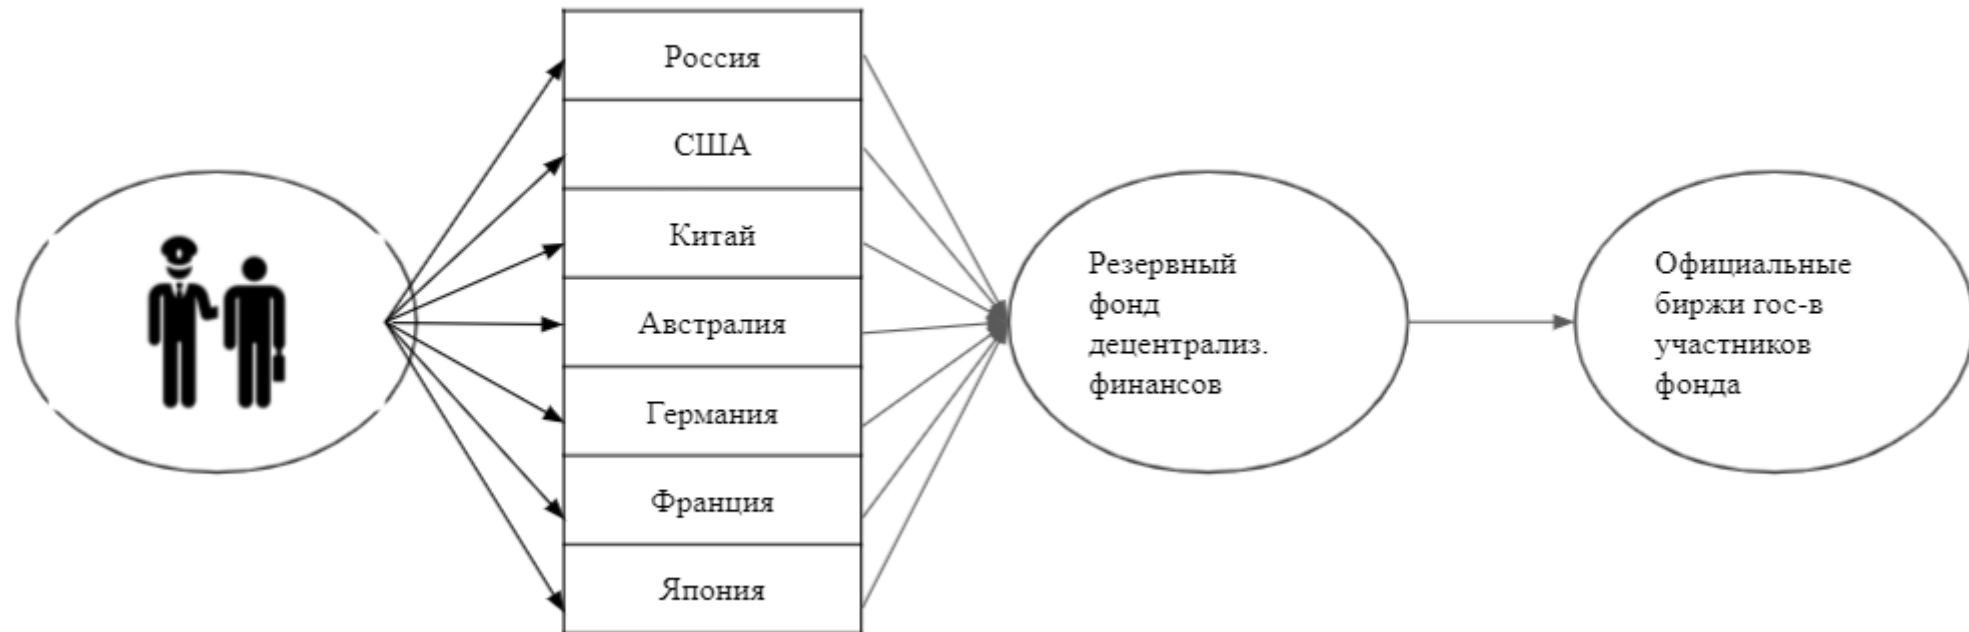 Россия
США
Китай
Австралия
Германия
Франция
Япония
Резервный
фонд
децентрализ.
финансов
Официальные
биржи гос-в
участников
фонда